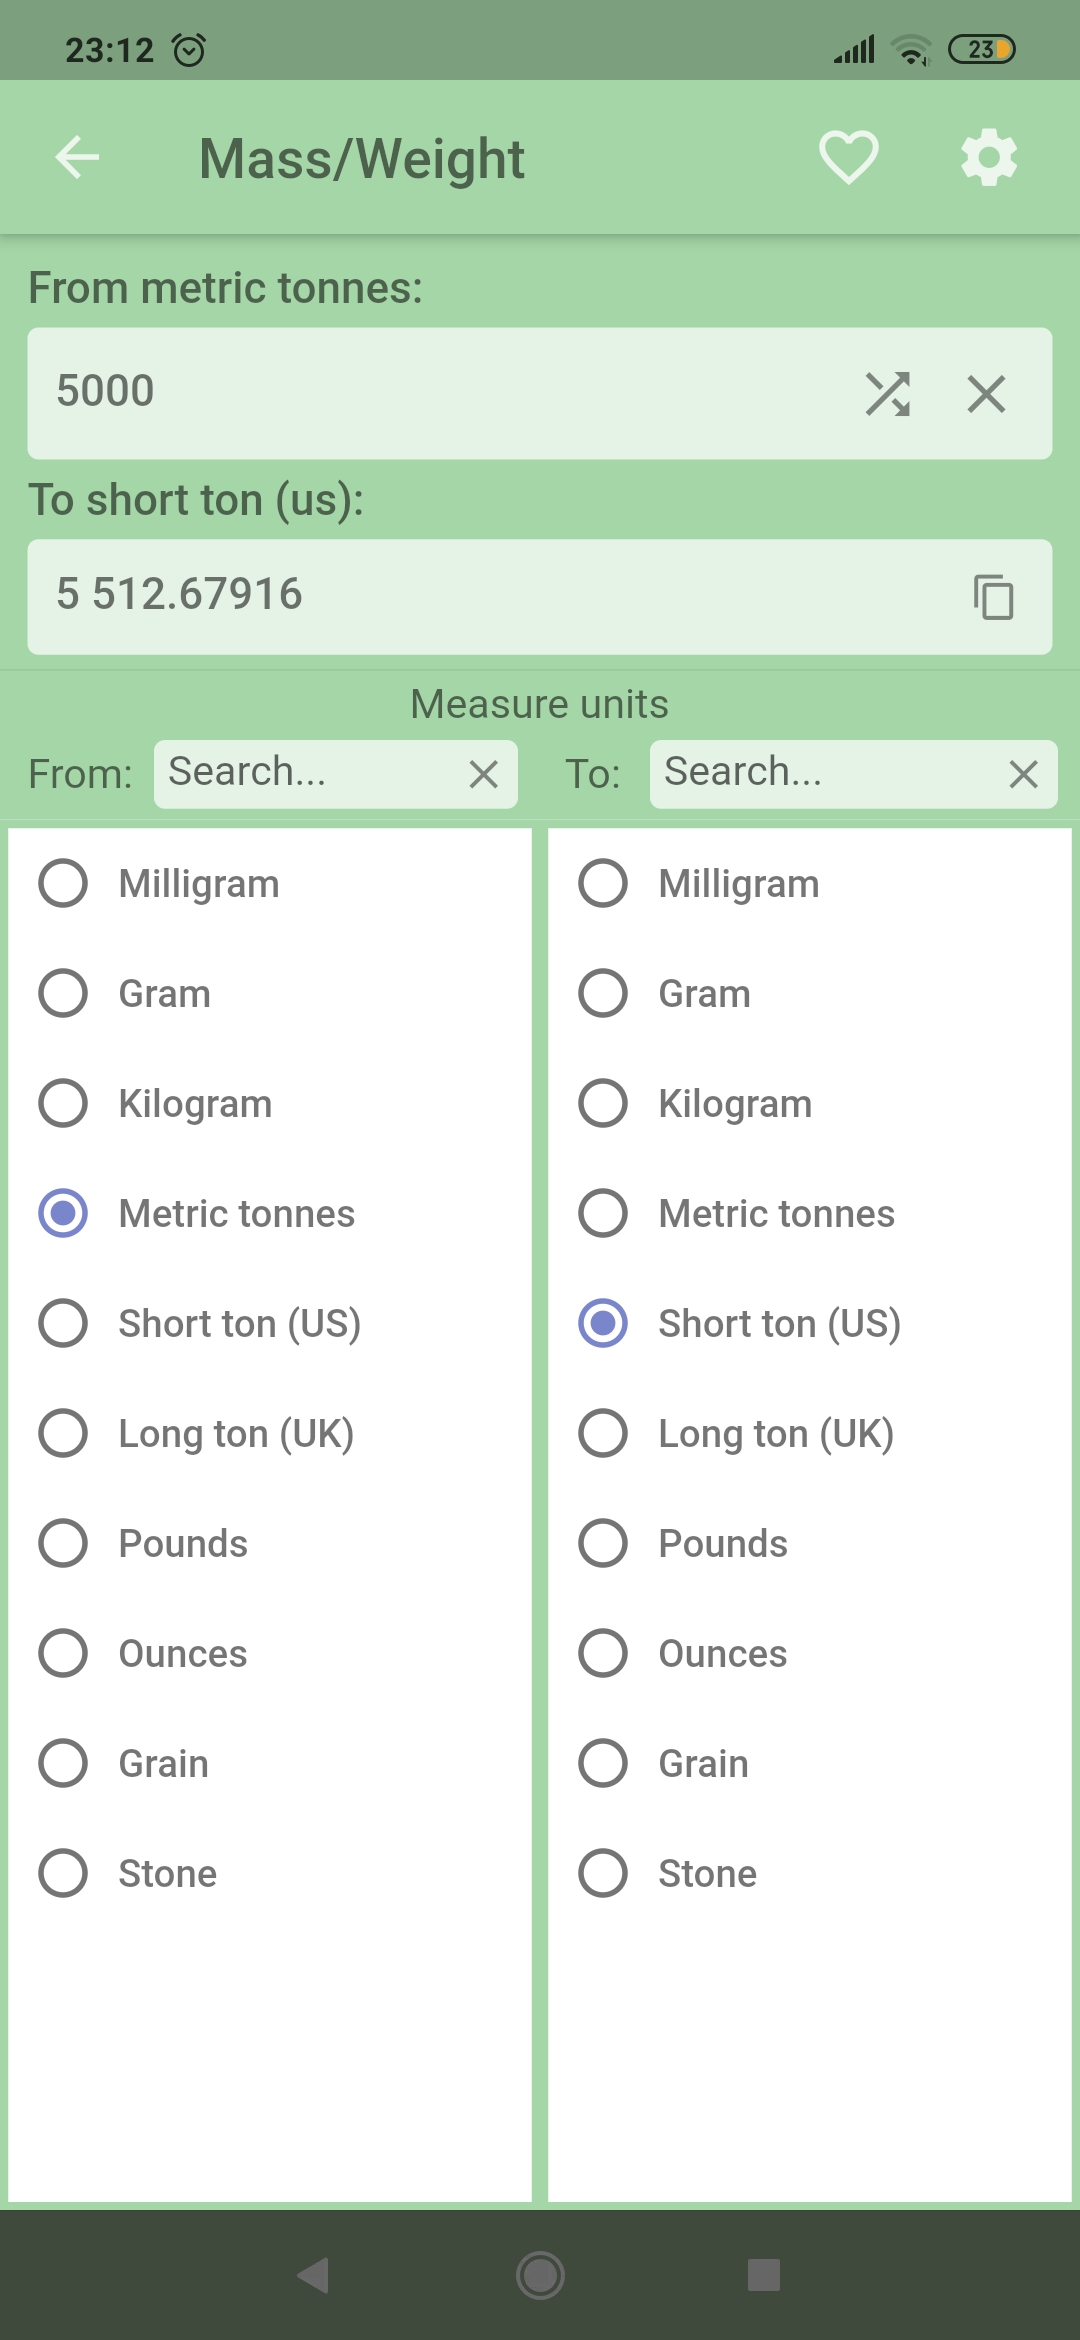 23:12
23
Mass/Weight
From metric tonnes:
5000
To short ton (us):
5 512.67916
Measure units
From: Search... To: Search...
Milligram Milligram
Gram Gram
Kilogram Kilogram
Metric tonnes Metric tonnes
Short ton (US) Short ton (US)
Long ton (UK) Long ton (UK)
Pounds Pounds
Ounces Ounces
Grain Grain
Stone Stone